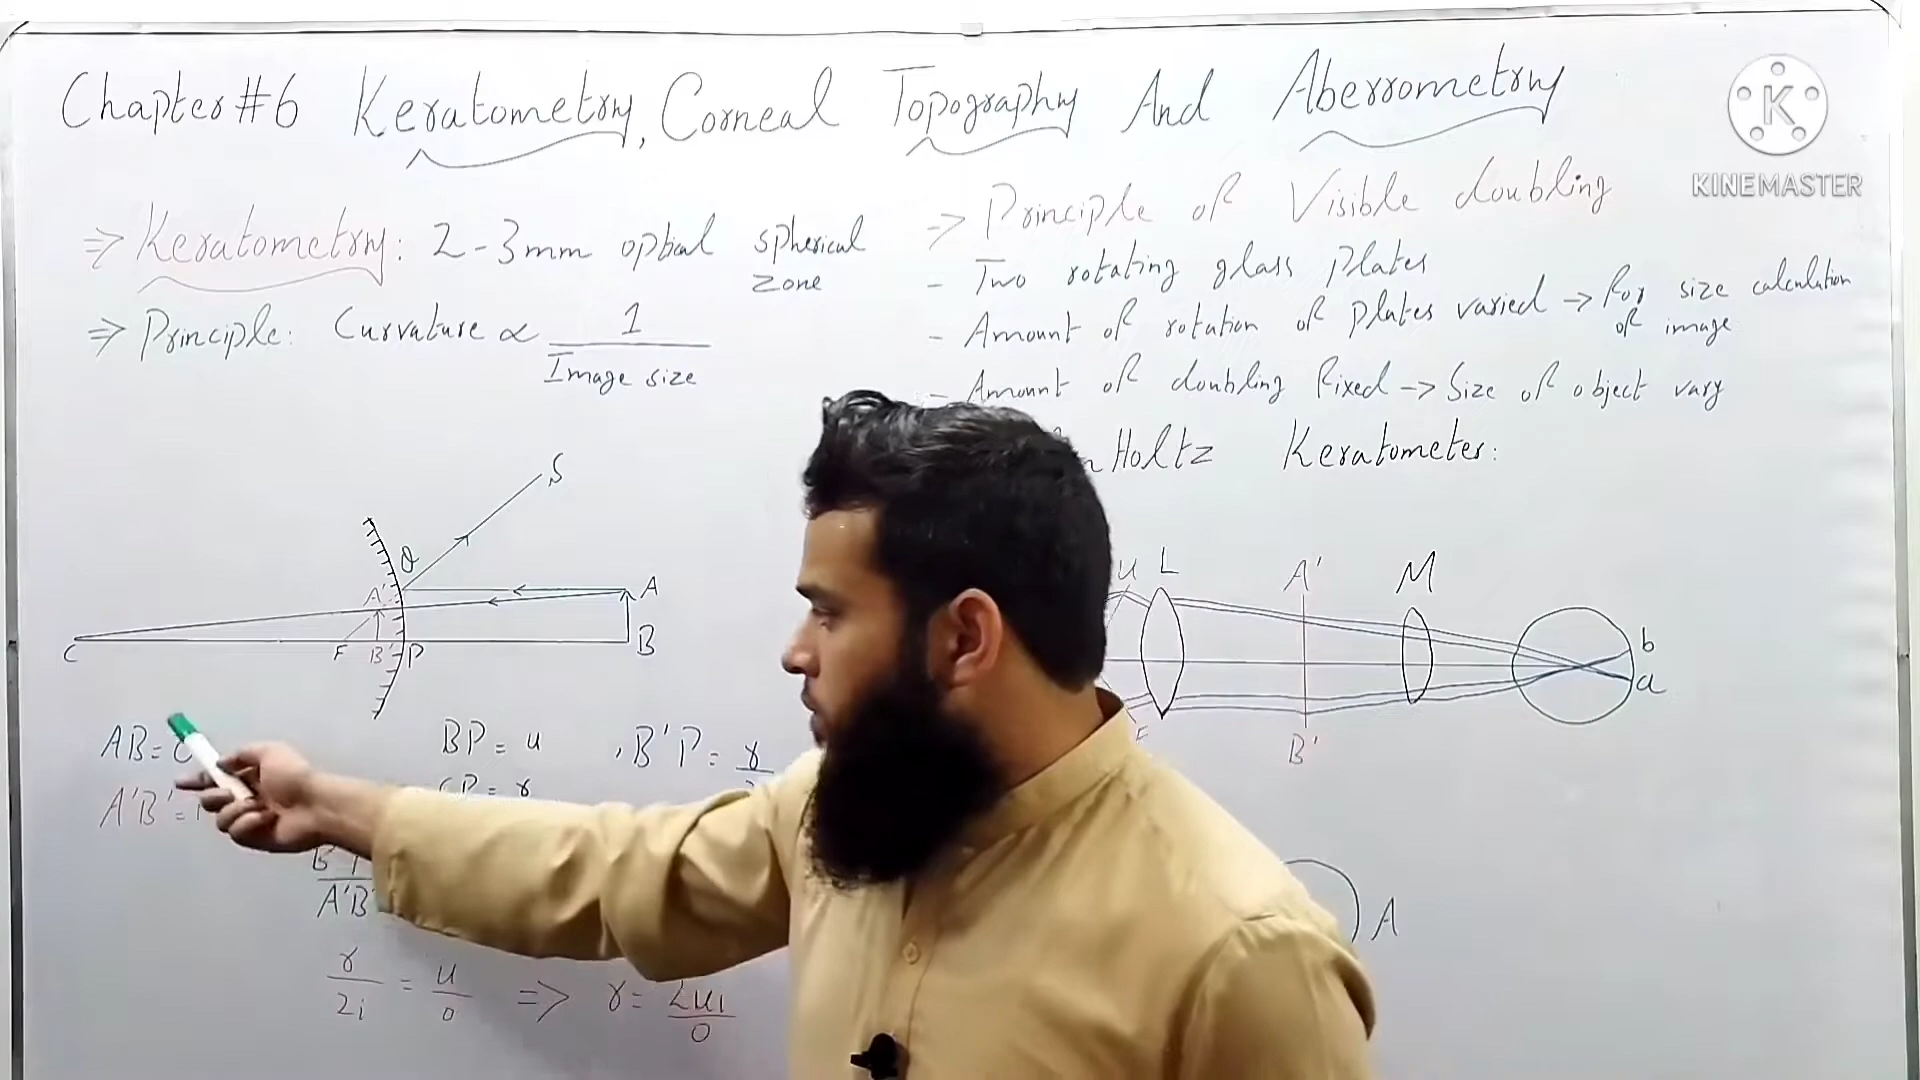 Chapter #6 Keratometry, Corneal Topography And Aberrometry
K
KINEMASTER
=> Keratometry: 2-3mm optical spherical zone
=> Principle: Curvature ∝ 1 / Image size
S
Q
A'
A
C
F
B'
P
B
AB =
BP = u
, B'P = r
A'B' =
CP = r
A'B'
r/2i = u/o => r = 2ui/o
-> Principle of Visible doubling
- Two rotating glass plates
- Amount of rotation of plates varied -> For size calculation of image
- Amount of doubling Fixed -> Size of object vary
Holtz Keratometer:
L
A'
M
b
a
B'
A